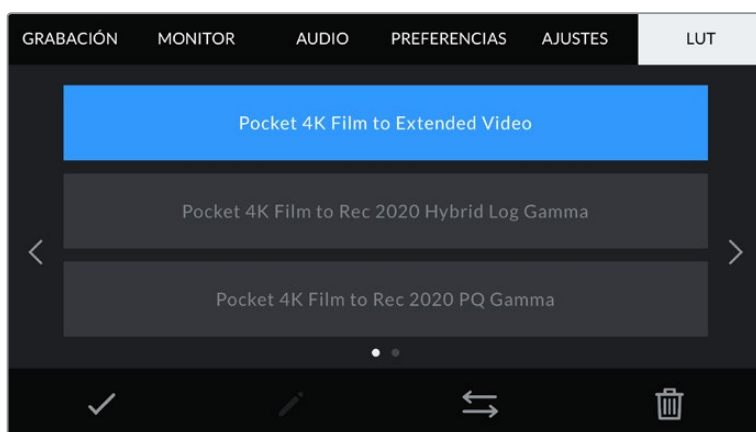 GRABACIÓN MONITOR AUDIO PREFERENCIAS AJUSTES LUT
Pocket 4K Film to Extended Video
Pocket 4K Film to Rec 2020 Hybrid Log Gamma
Pocket 4K Film to Rec 2020 PQ Gamma